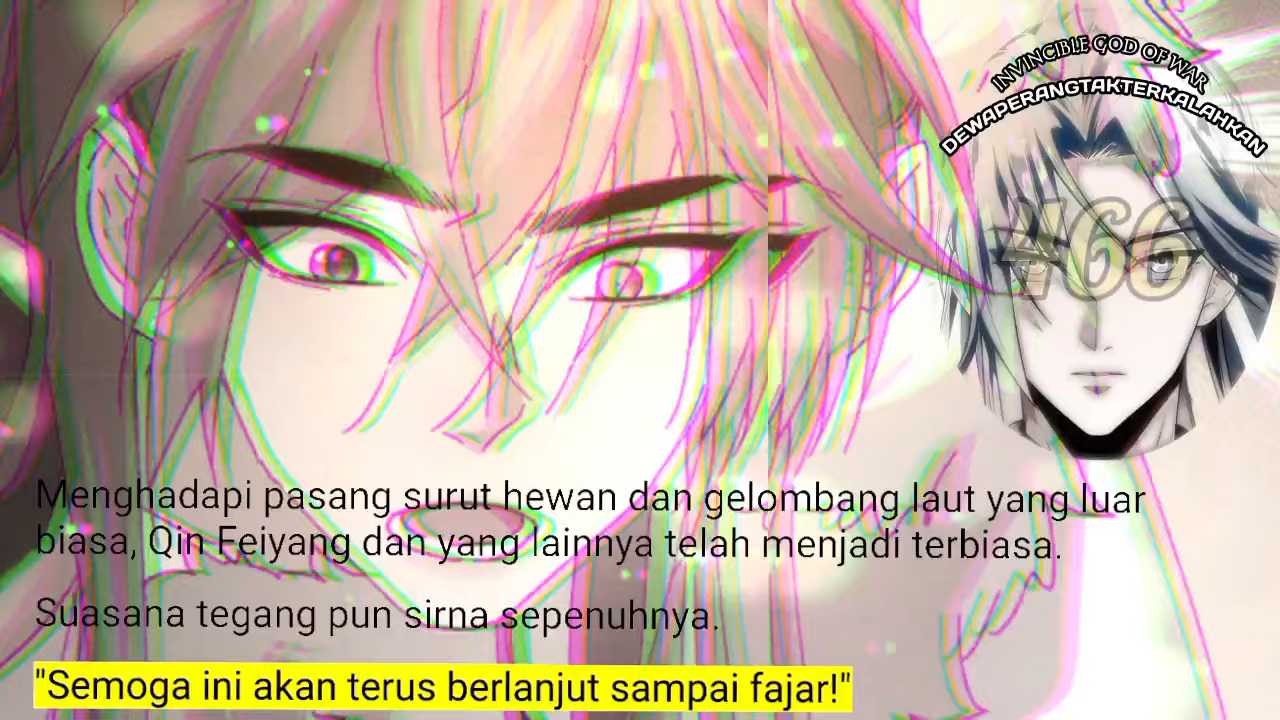 INVINCIBLE GOD OF WAR
DEWAPERANGTAKTERKALAHKAN
466
Menghadapi pasang surut hewan dan gelombang laut yang luar
biasa, Qin Feiyang dan yang lainnya telah menjadi terbiasa.
Suasana tegang pun sirna sepenuhnya.
"Semoga ini akan terus berlanjut sampai fajar!"